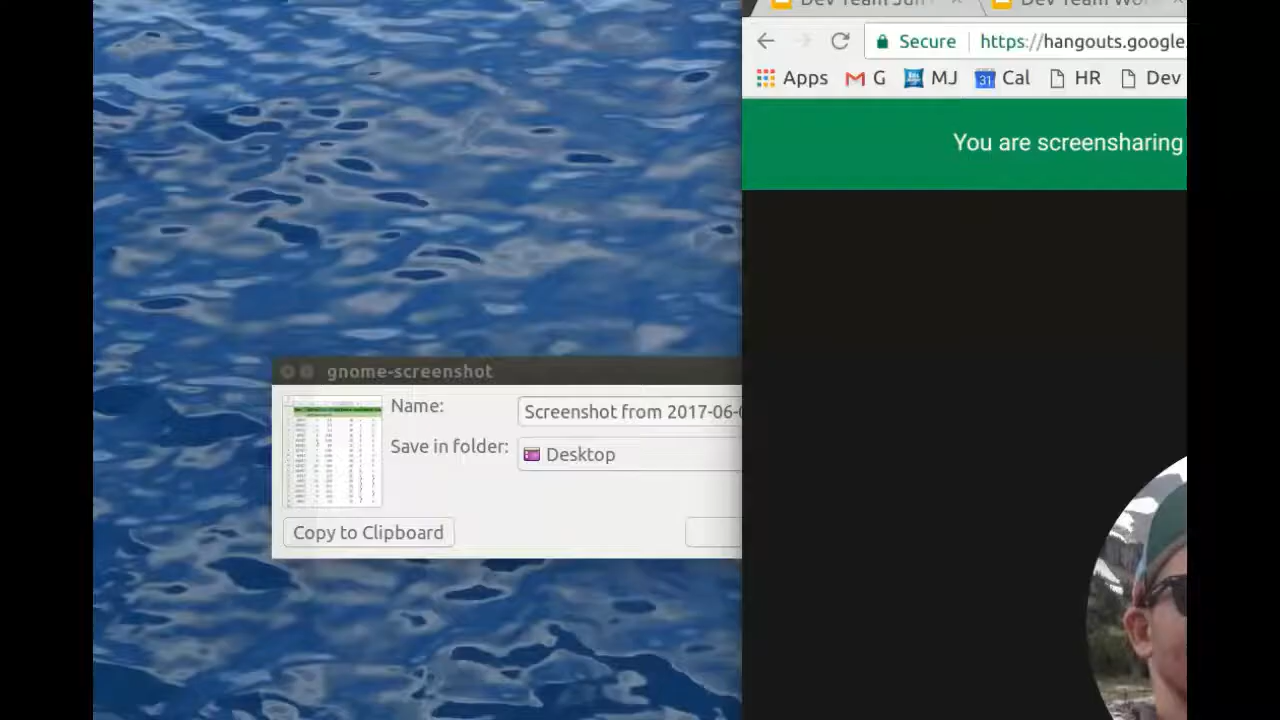 Secure
https://hangouts.google.
Apps
G
MJ
31
Cal
HR
Dev
You are screensharing
gnome-screenshot
Name:
Screenshot from 2017-06-
Save in folder:
Desktop
Copy to Clipboard